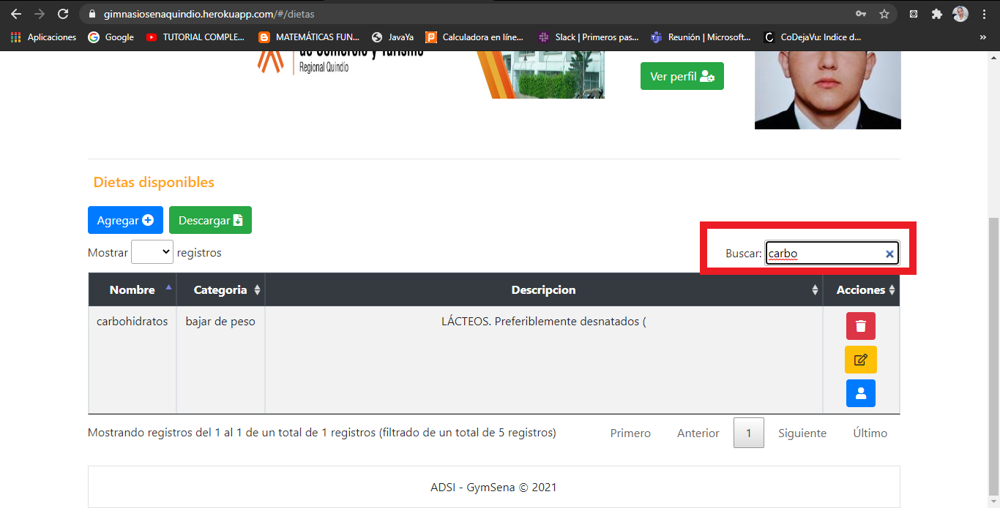 gimnasiosenaquindio.herokuapp.com/#/dietas
Aplicaciones Google TUTORIAL COMPLE... MATEMÁTICAS FUN... JavaYa Calculadora en líne... Slack | Primeros pas... Reunión | Microsoft... CoDejaVu: Indice d... »
de Comercio y Turismo
Regional Quindío
Ver perfil
Dietas disponibles
Agregar Descargar
Mostrar registros
Buscar: carbo
Nombre Categoria Descripcion Acciones
carbohidratos bajar de peso LÁCTEOS. Preferiblemente desnatados (
Mostrando registros del 1 al 1 de un total de 1 registros (filtrado de un total de 5 registros)
Primero Anterior 1 Siguiente Último
ADSI - GymSena © 2021